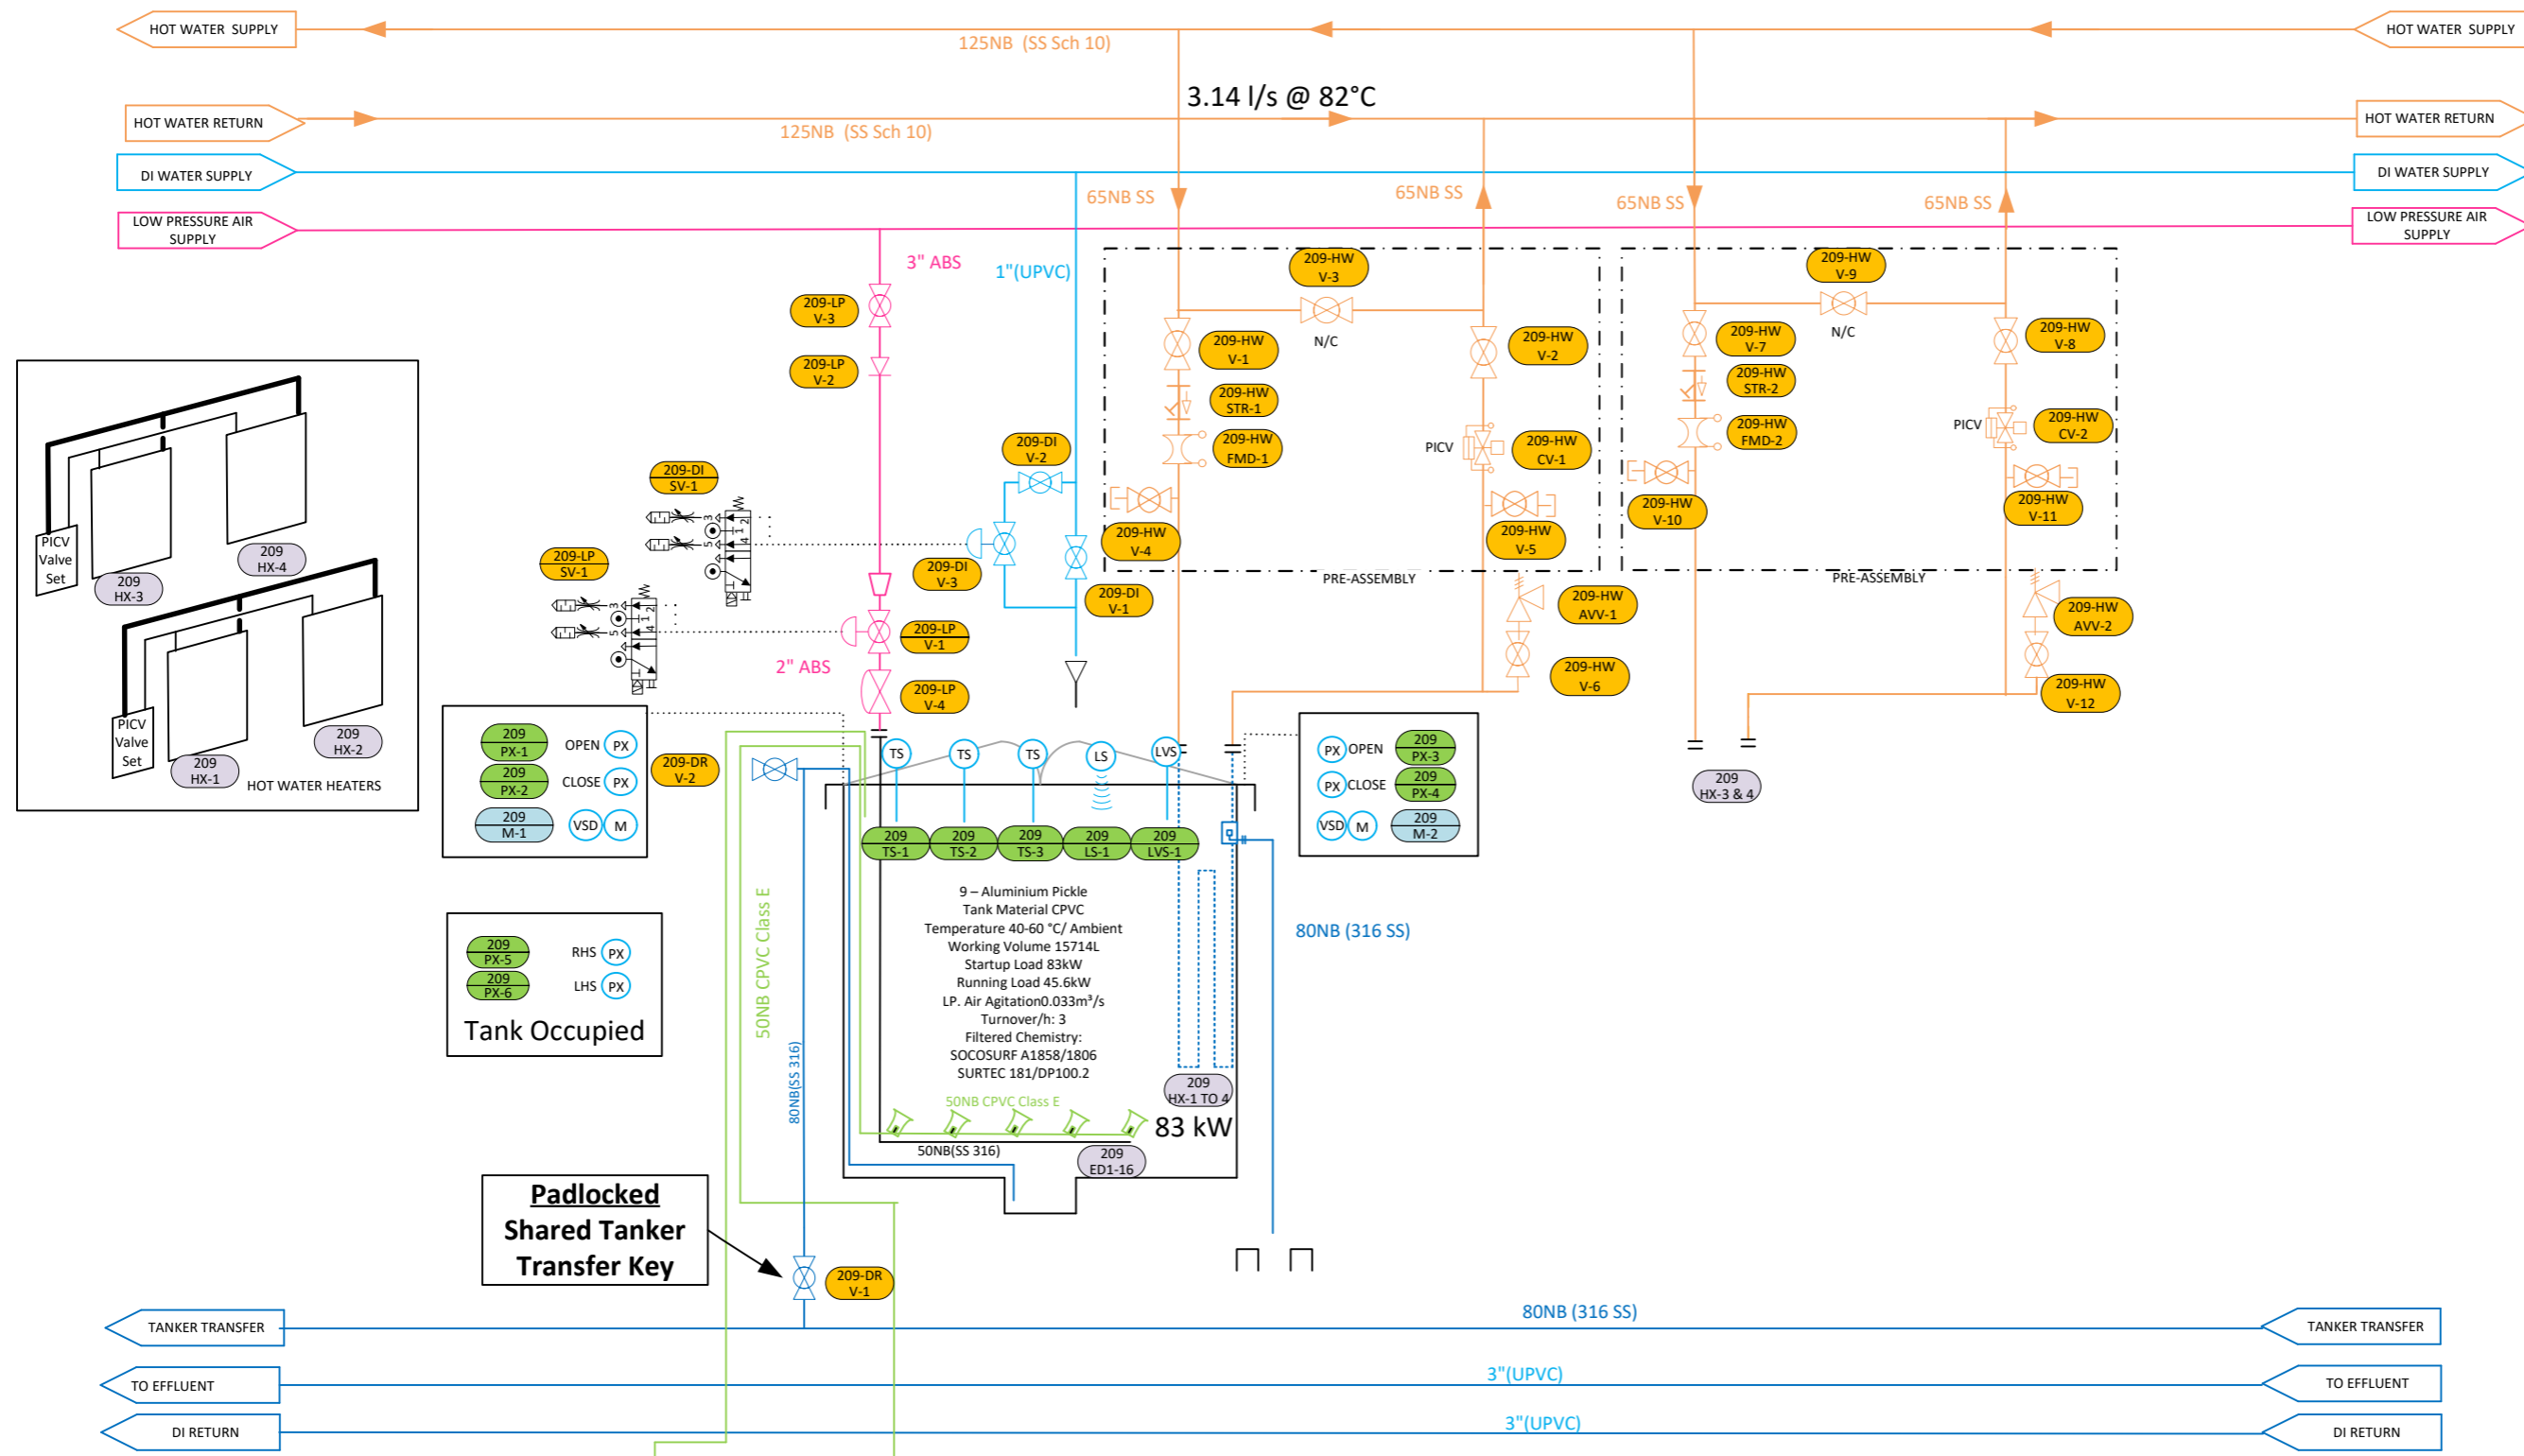 HOT WATER SUPPLY
HOT WATER SUPPLY
125NB (SS Sch 10)
3.14 l/s @ 82°C
HOT WATER RETURN
HOT WATER RETURN
125NB (SS Sch 10)
DI WATER SUPPLY
DI WATER SUPPLY
65NB SS
65NB SS
65NB SS
65NB SS
LOW PRESSURE AIR
SUPPLY
LOW PRESSURE AIR
SUPPLY
3" ABS
1"(UPVC)
209-HW
V-3
N/C
209-HW
V-9
N/C
209-LP
V-3
209-LP
V-2
209-HW
V-1
209-HW
V-2
209-HW
V-7
209-HW
V-8
209-HW
STR-1
209-HW
STR-2
209-HW
FMD-1
PICV
209-HW
CV-1
209-HW
FMD-2
PICV
209-HW
CV-2
209-DI
V-2
209-DI
SV-1
3
1
2
5
4
209-HW
V-4
209-HW
V-5
209-HW
V-10
209-HW
V-11
PRE-ASSEMBLY
PRE-ASSEMBLY
209-LP
SV-1
3
1
2
5
4
209-DI
V-3
209-DI
V-1
209-HW
AVV-1
209-HW
AVV-2
209-LP
V-1
2" ABS
209-LP
V-4
209-HW
V-6
209-HW
V-12
PICV
Valve
Set
209
HX-3
209
HX-4
PICV
Valve
Set
209
HX-1
209
HX-2
HOT WATER HEATERS
209
PX-1
OPEN
PX
209
PX-2
CLOSE
PX
209
M-1
VSD
M
209-DR
V-2
TS
TS
TS
LS
LVS
209
TS-1
209
TS-2
209
TS-3
209
LS-1
209
LVS-1
PX
OPEN
209
PX-3
PX
CLOSE
209
PX-4
VSD
M
209
M-2
209
HX-3 & 4
209
PX-5
RHS
PX
209
PX-6
LHS
PX
Tank Occupied
50NB CPVC Class E
80NB(SS 316)
9 – Aluminium Pickle
Tank Material CPVC
Temperature 40-60 °C/ Ambient
Working Volume 15714L
Startup Load 83kW
Running Load 45.6kW
LP. Air Agitation0.033m³/s
Turnover/h: 3
Filtered Chemistry:
SOCOSURF A1858/1806
SURTEC 181/DP100.2
80NB (316 SS)
209
HX-1 TO 4
83 kW
50NB CPVC Class E
50NB(SS 316)
209
ED1-16
Padlocked
Shared Tanker
Transfer Key
209-DR
V-1
TANKER TRANSFER
80NB (316 SS)
TANKER TRANSFER
TO EFFLUENT
3"(UPVC)
TO EFFLUENT
DI RETURN
3"(UPVC)
DI RETURN